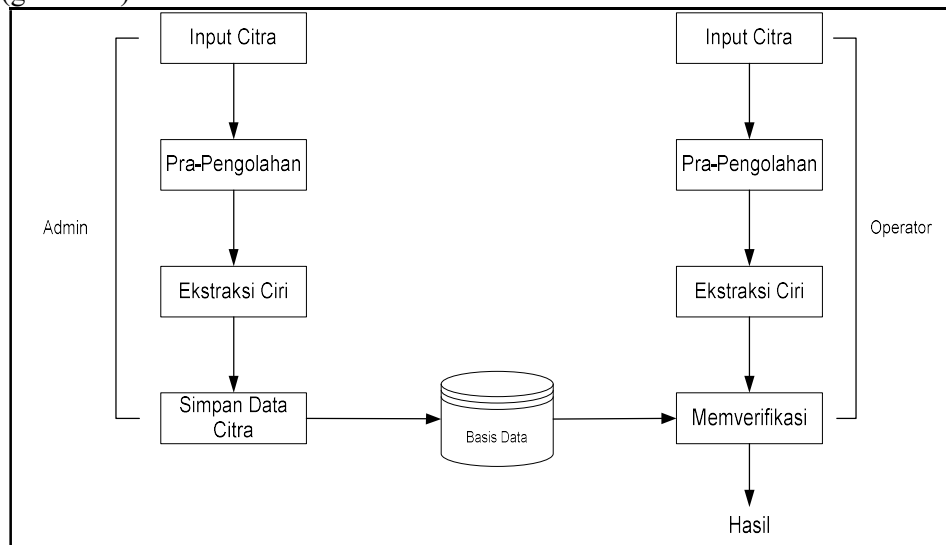 Input Citra
Pra-Pengolahan
Admin
Ekstraksi Ciri
Simpan Data
Citra
Basis Data
Input Citra
Pra-Pengolahan
Operator
Ekstraksi Ciri
Memverifikasi
Hasil